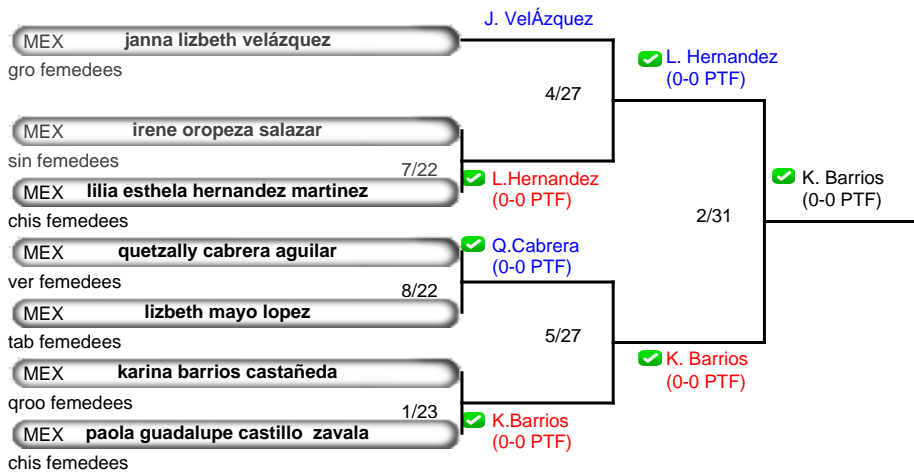 J. VelÁzquez
MEX janna lizbeth velázquez
gro femedees
L. Hernandez
(0-0 PTF)
4/27
MEX irene oropeza salazar
sin femedees
7/22
L.Hernandez
(0-0 PTF)
MEX lilia esthela hernandez martinez
chis femedees
K. Barrios
(0-0 PTF)
2/31
MEX quetzally cabrera aguilar
ver femedees
Q.Cabrera
(0-0 PTF)
8/22
MEX lizbeth mayo lopez
tab femedees
5/27
K. Barrios
(0-0 PTF)
MEX karina barrios castañeda
qroo femedees
1/23
K.Barrios
(0-0 PTF)
MEX paola guadalupe castillo zavala
chis femedees